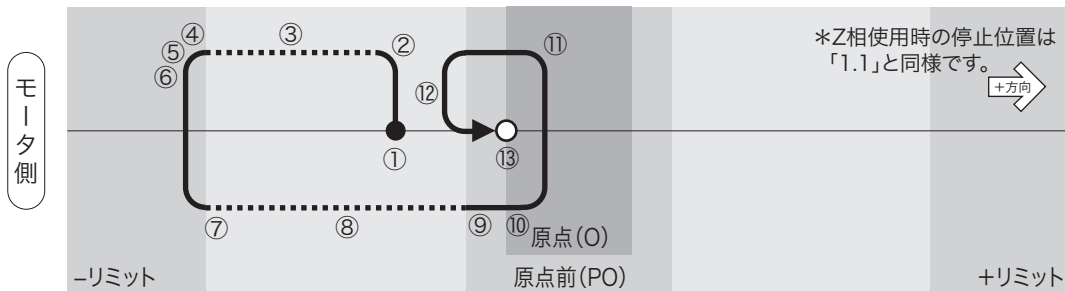 モータ側
④
③
②
⑪
⑤
⑥
⑫
*Z相使用時の停止位置は
「1.1」と同様です。
+方向
①
⑬
⑦
⑧
⑨
⑩
原点(O)
−リミット
原点前(PO)
+リミット